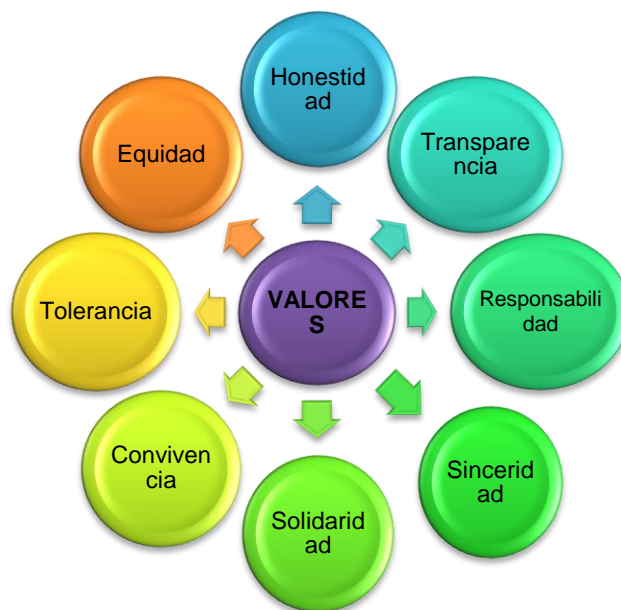 Honestid
ad
Transpare
ncia
Responsabili
dad
Sincerid
ad
Solidarid
ad
Conviven
cia
Tolerancia
Equidad
VALORE
S